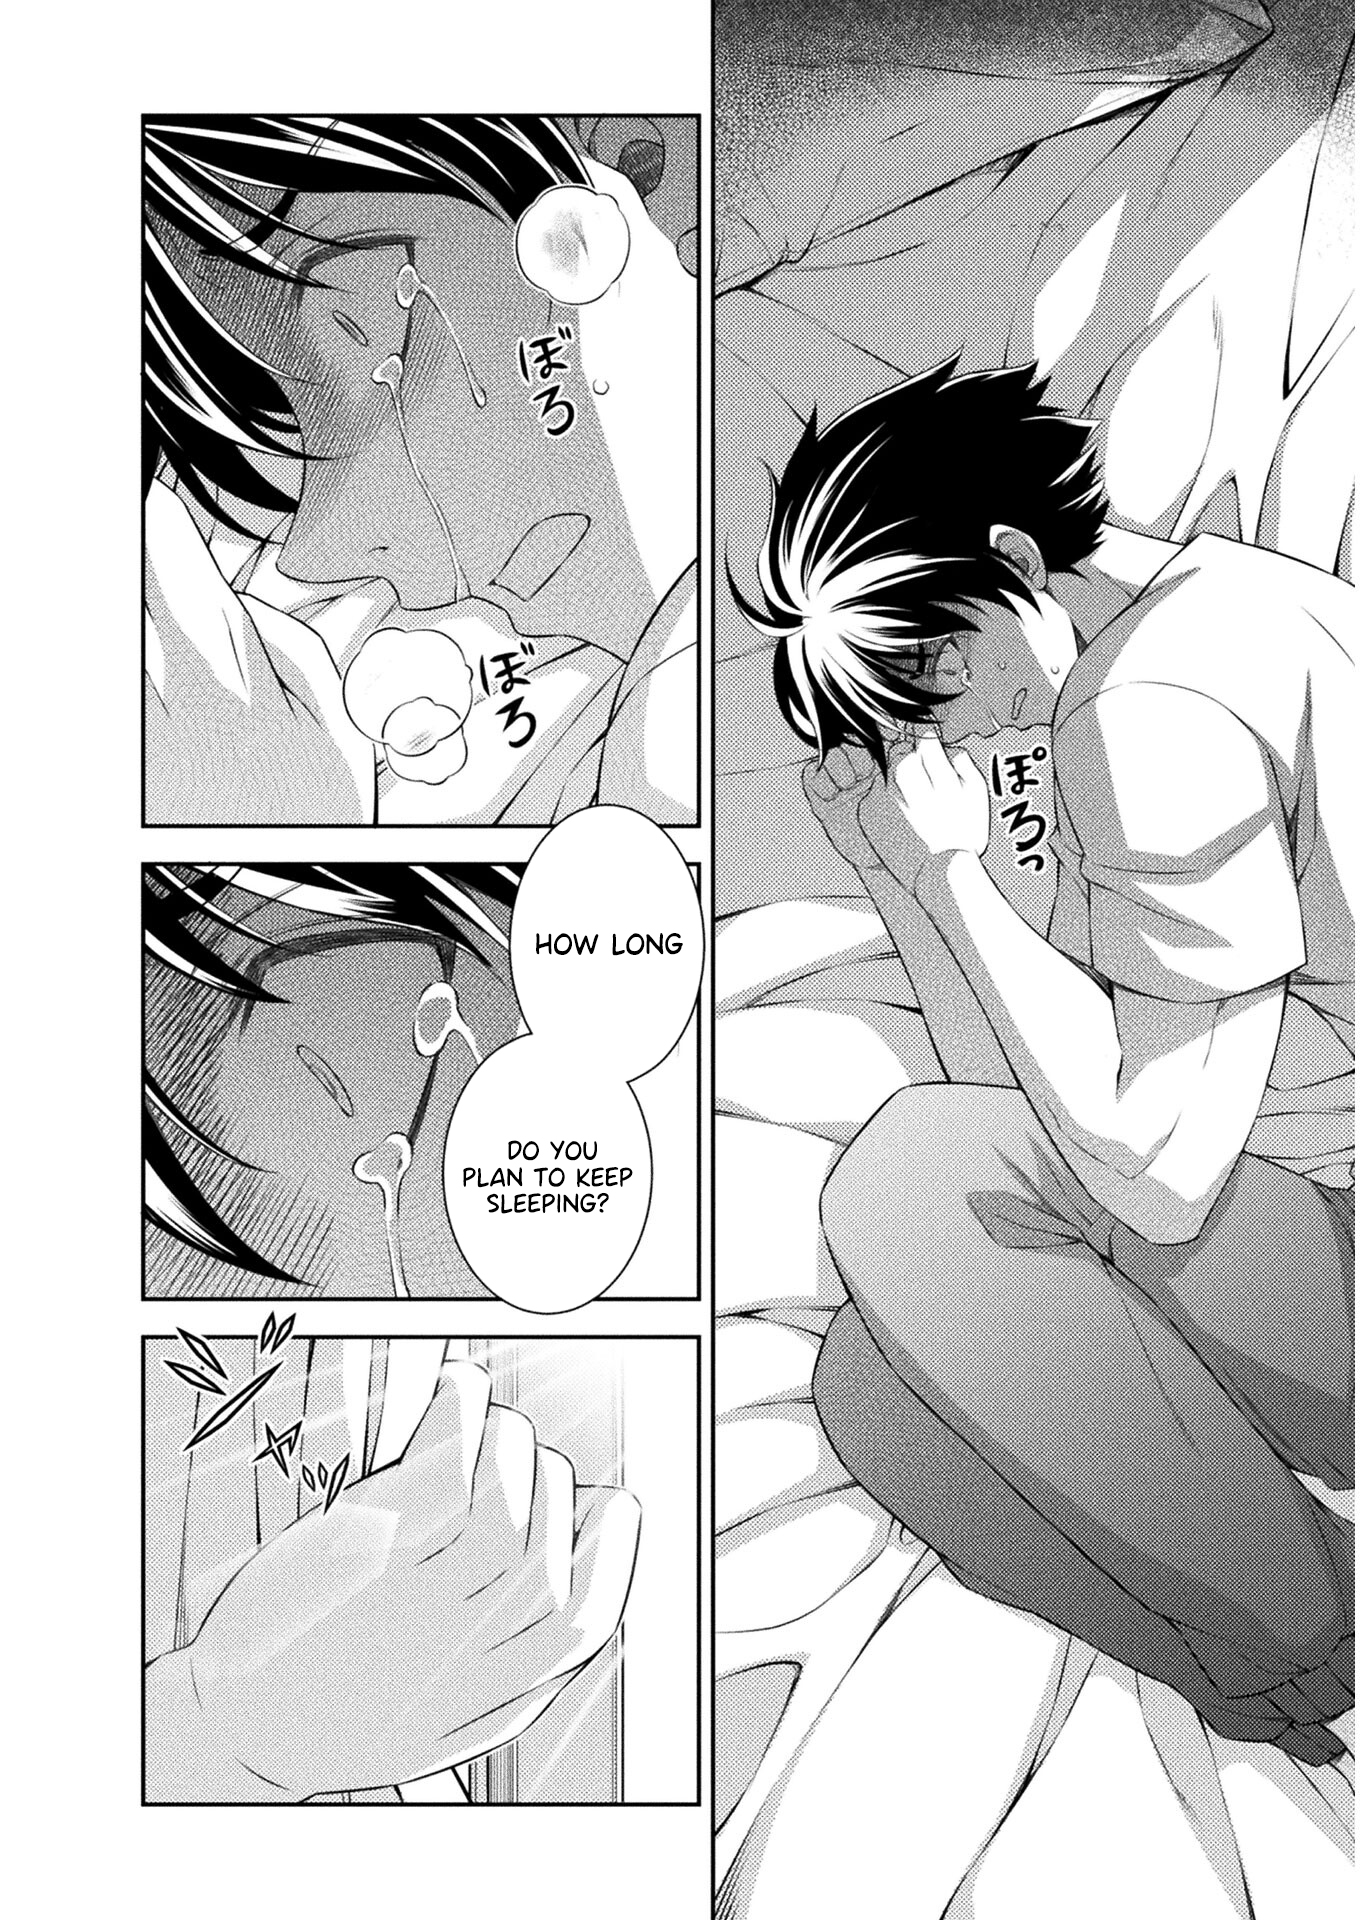 ぽろっ
ぼろ
ぼろ
HOW LONG
DO YOU
PLAN TO KEEP
SLEEPING?